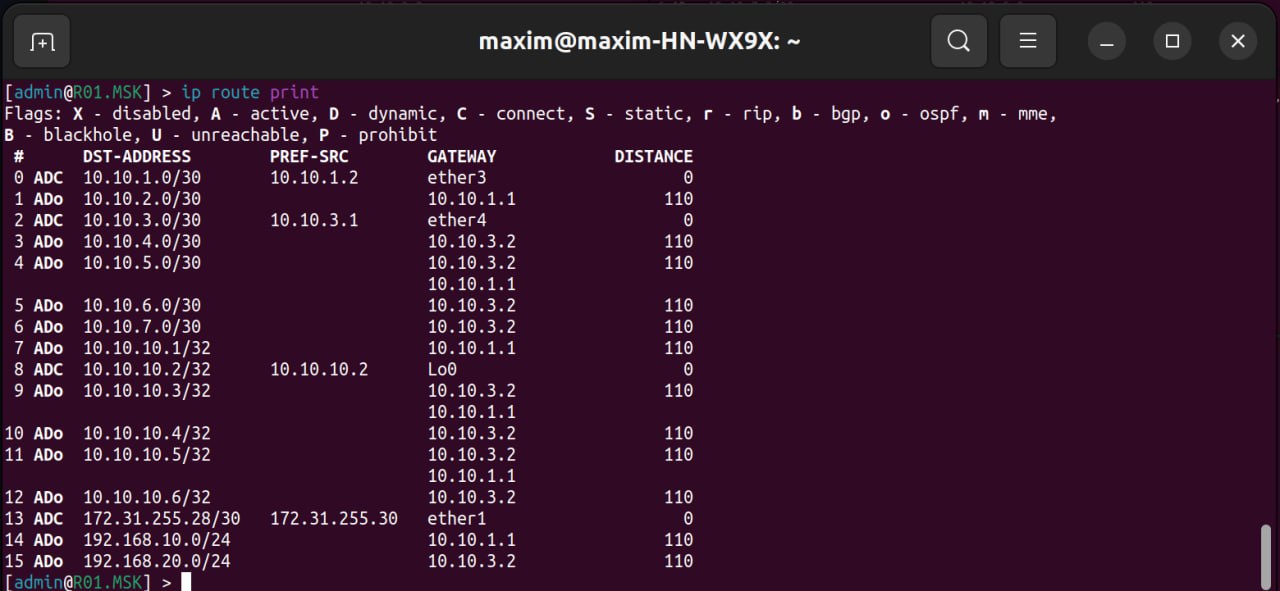 maxim@maxim-HN-WX9X: ~
[admin@R01.MSK] > ip route print
Flags: X - disabled, A - active, D - dynamic, C - connect, S - static, r - rip, b - bgp, o - ospf, m - mme,
B - blackhole, U - unreachable, P - prohibit
 #      DST-ADDRESS        PREF-SRC        GATEWAY            DISTANCE
 0 ADC  10.10.1.0/30       10.10.1.2       ether3                    0
 1 ADo  10.10.2.0/30                       10.10.1.1               110
 2 ADC  10.10.3.0/30       10.10.3.1       ether4                    0
 3 ADo  10.10.4.0/30                       10.10.3.2               110
 4 ADo  10.10.5.0/30                       10.10.3.2               110
                                           10.10.1.1
 5 ADo  10.10.6.0/30                       10.10.3.2               110
 6 ADo  10.10.7.0/30                       10.10.3.2               110
 7 ADo  10.10.10.1/32                      10.10.1.1               110
 8 ADC  10.10.10.2/32      10.10.10.2      Lo0                       0
 9 ADo  10.10.10.3/32                      10.10.3.2               110
                                           10.10.1.1
10 ADo  10.10.10.4/32                      10.10.3.2               110
11 ADo  10.10.10.5/32                      10.10.3.2               110
                                           10.10.1.1
12 ADo  10.10.10.6/32                      10.10.3.2               110
13 ADC  172.31.255.28/30   172.31.255.30   ether1                    0
14 ADo  192.168.10.0/24                    10.10.1.1               110
15 ADo  192.168.20.0/24                    10.10.3.2               110
[admin@R01.MSK] >